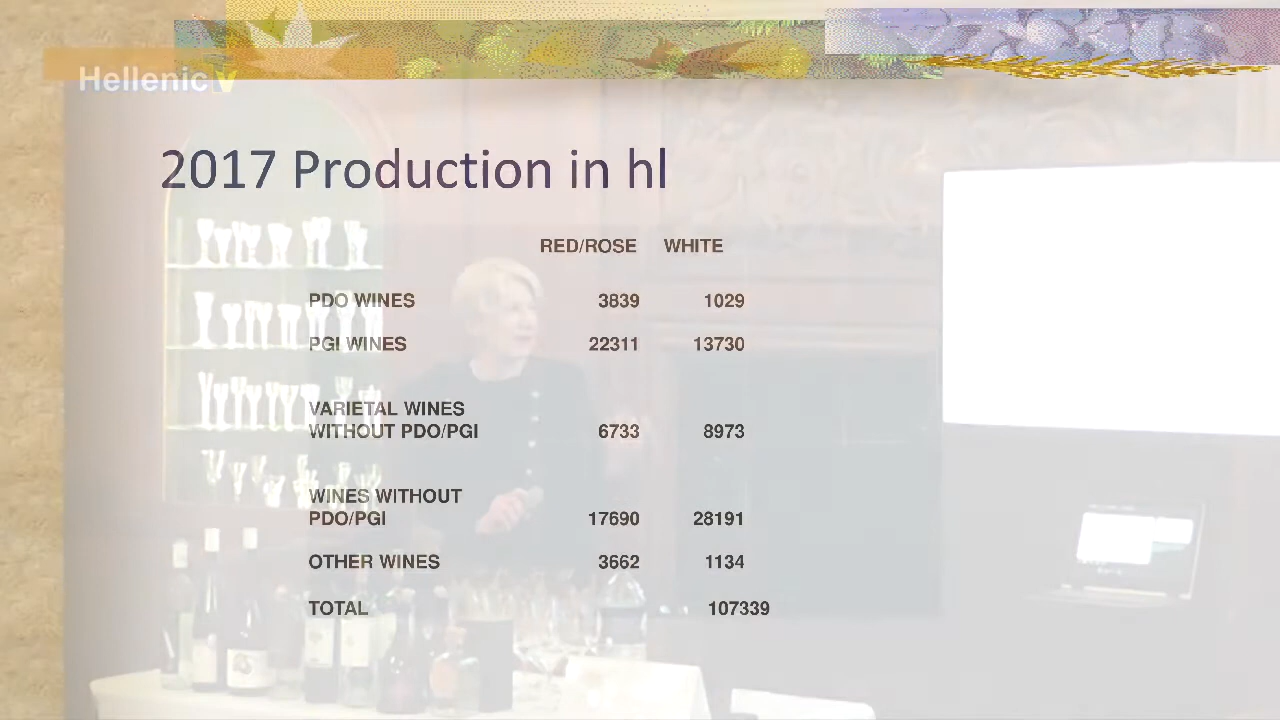 Hellenic v
2017 Production in hl
RED/ROSE WHITE
PDO WINES 3839 1029
PGI WINES 22311 13730
VARIETAL WINES
WITHOUT PDO/PGI 6733 8973
WINES WITHOUT
PDO/PGI 17690 28191
OTHER WINES 3662 1134
TOTAL 107339